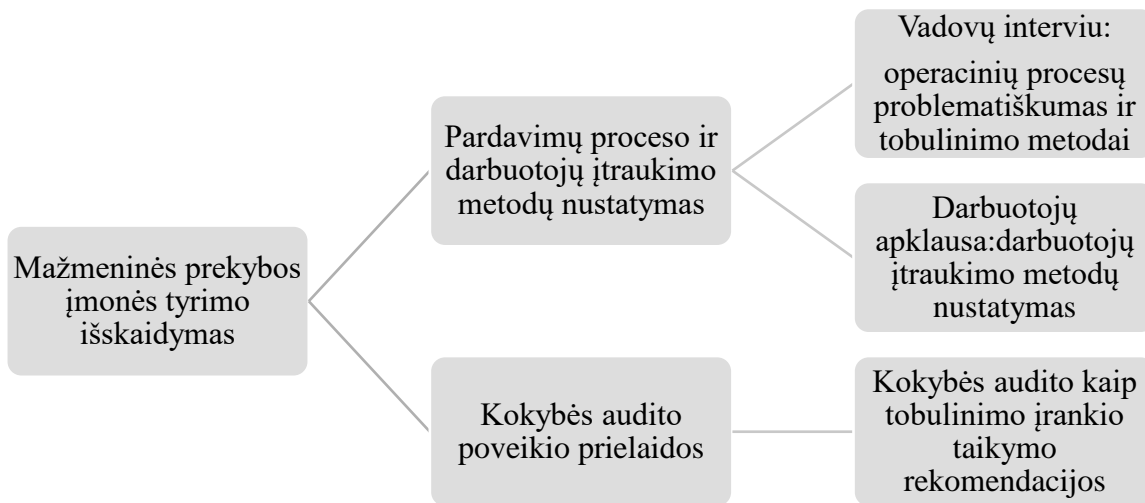 Mažmeninės prekybos
įmonės tyrimo
išskaidymas
Pardavimų proceso ir
darbuotojų įtraukimo
metodų nustatymas
Vadovų interviu:
operacinių procesų
problematiškumas ir
tobulinimo metodai
Darbuotojų
apklausa:darbuotojų
įtraukimo metodų
nustatymas
Kokybės audito
poveikio prielaidos
Kokybės audito kaip
tobulinimo įrankio
taikymo
rekomendacijos